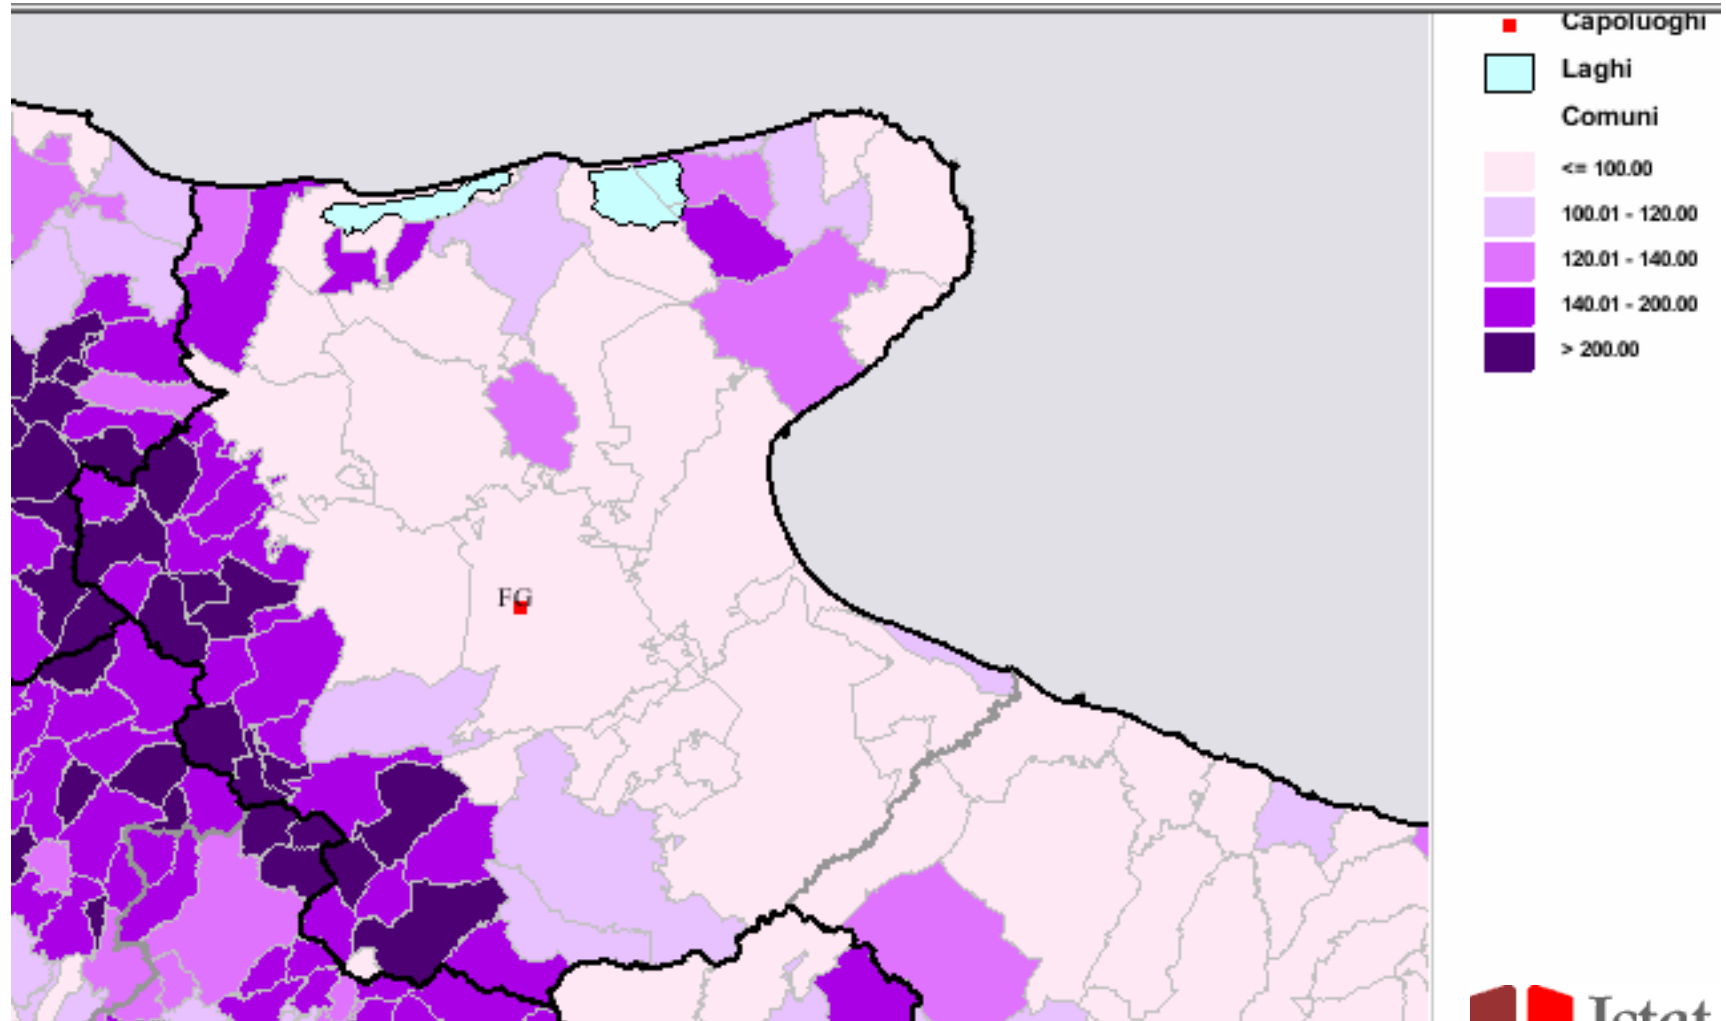 FG
Capoluoghi
Laghi
Comuni
<= 100.00
100.01 - 120.00
120.01 - 140.00
140.01 - 200.00
> 200.00
Istat